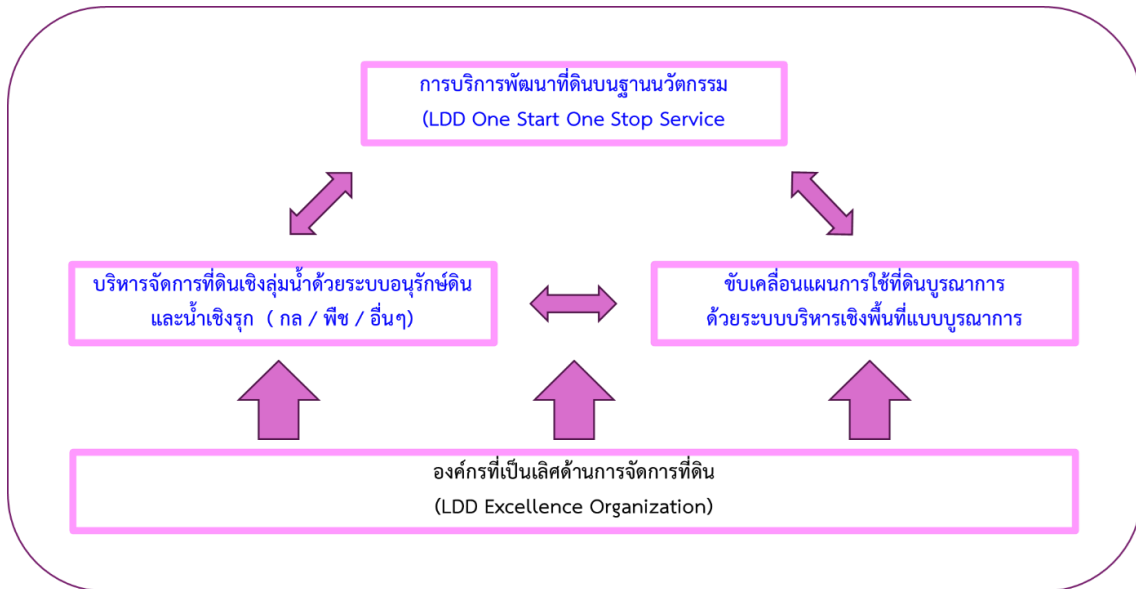 การบริการพัฒนาที่ดินบนฐานนวัตกรรม
(LDD One Start One Stop Service
บริหารจัดการที่ดินเชิงลุ่มน้ำด้วยระบบอนุรักษ์ดิน
และน้ำเชิงรุก ( กล / พืช / อื่นๆ)
ขับเคลื่อนแผนการใช้ที่ดินบูรณาการ
ด้วยระบบบริหารเชิงพื้นที่แบบบูรณาการ
องค์กรที่เป็นเลิศด้านการจัดการที่ดิน
(LDD Excellence Organization)